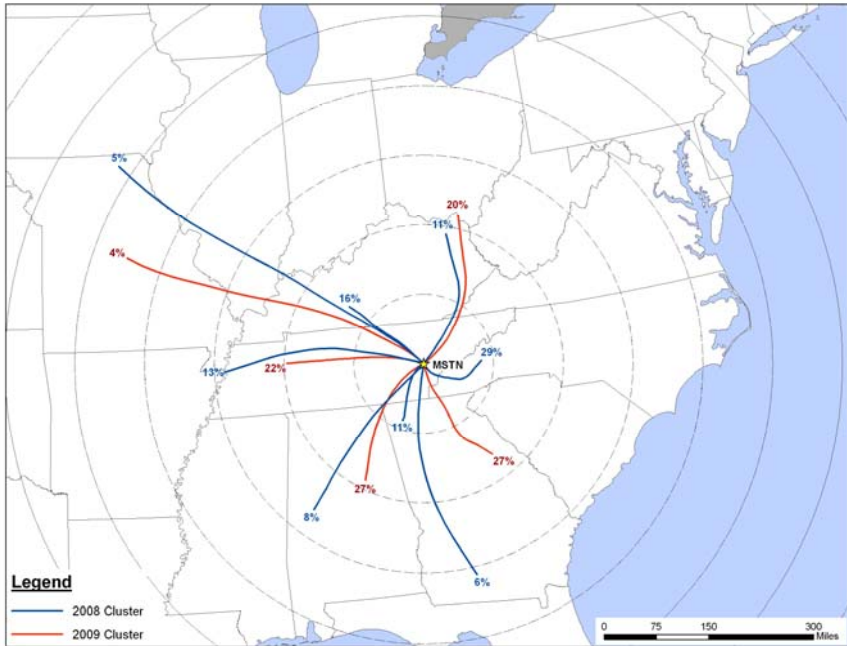 5%
20%
11%
4%
16%
29%
MSTN
13%
22%
11%
27%
27%
8%
6%
Legend
2008 Cluster
2009 Cluster
0 75 150 300
Miles